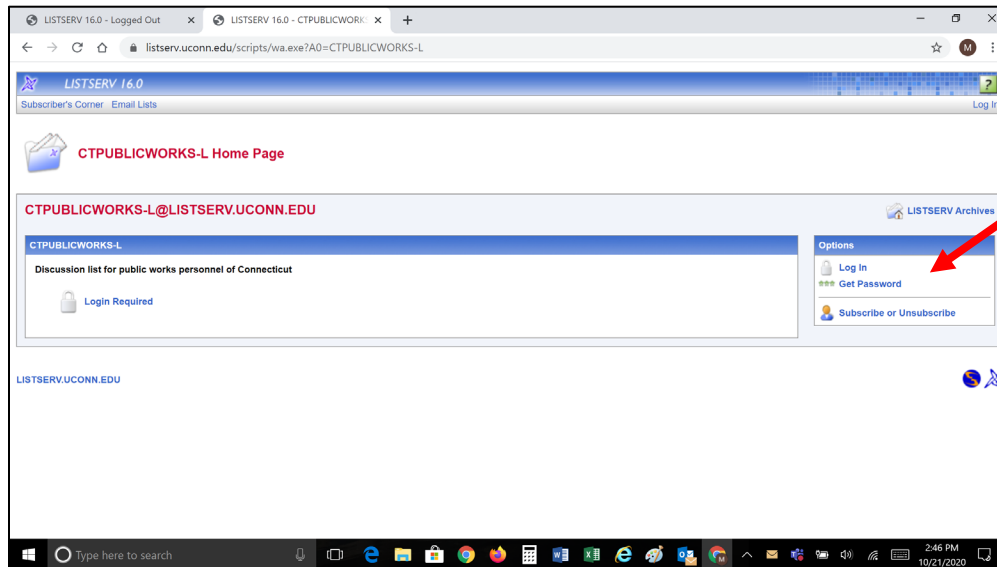 LISTSERV 16.0 - Logged Out
LISTSERV 16.0 - CTPUBLICWORK
listserv.uconn.edu/scripts/wa.exe?A0=CTPUBLICWORKS-L
M
LISTSERV 16.0
?
Subscriber's Corner Email Lists
Log In
CTPUBLICWORKS-L Home Page
CTPUBLICWORKS-L@LISTSERV.UCONN.EDU
LISTSERV Archives
CTPUBLICWORKS-L
Options
Discussion list for public works personnel of Connecticut
Log In
Get Password
Login Required
Subscribe or Unsubscribe
LISTSERV.UCONN.EDU
Type here to search
2:46 PM
10/21/2020